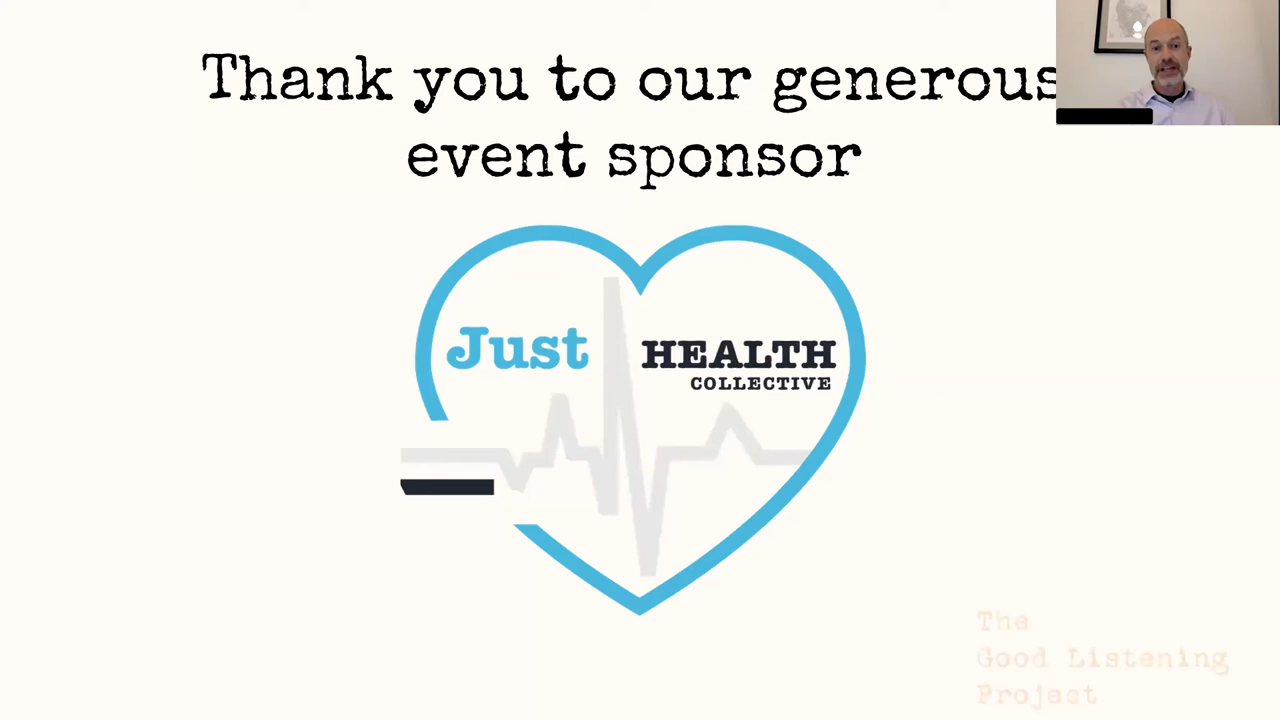 Thank you to our generous
event sponsor
Just HEALTH
COLLECTIVE
The
Good Listening
Project